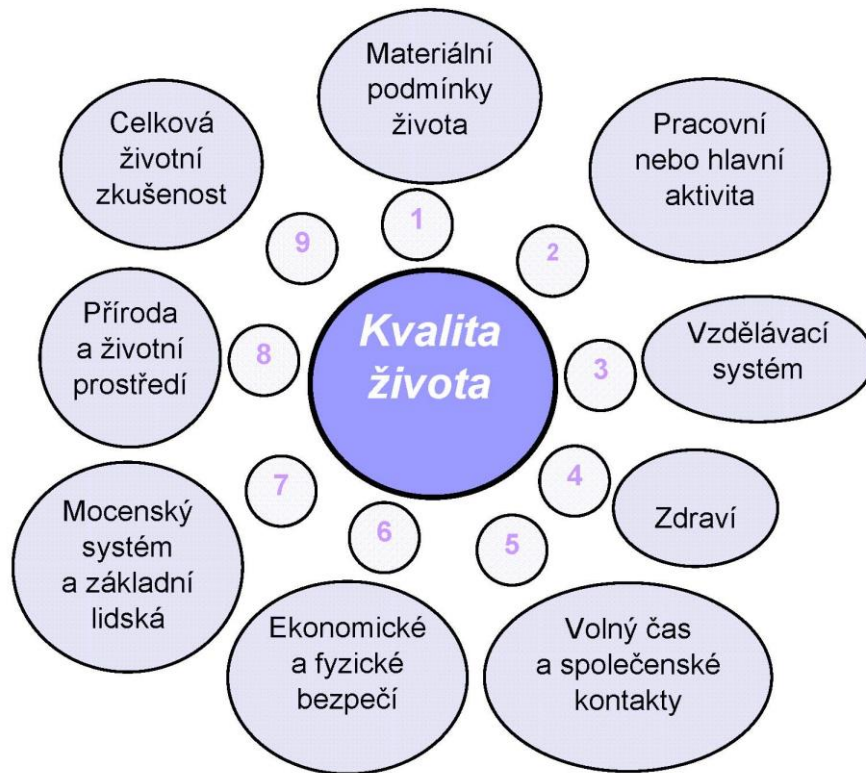 Kvalita
života
1
Materiální
podmínky
života
2
Pracovní
nebo hlavní
aktivita
3
Vzdělávací
systém
4
Zdraví
5
Volný čas
a společenské
kontakty
6
Ekonomické
a fyzické
bezpečí
7
Mocenský
systém
a základní
lidská
8
Příroda
a životní
prostředí
9
Celková
životní
zkušenost